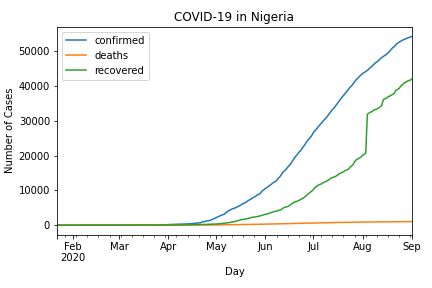 COVID-19 in Nigeria
confirmed
deaths
recovered
Number of Cases
50000
40000
30000
20000
10000
0
Feb Mar Apr May Jun Jul Aug Sep
2020
Day